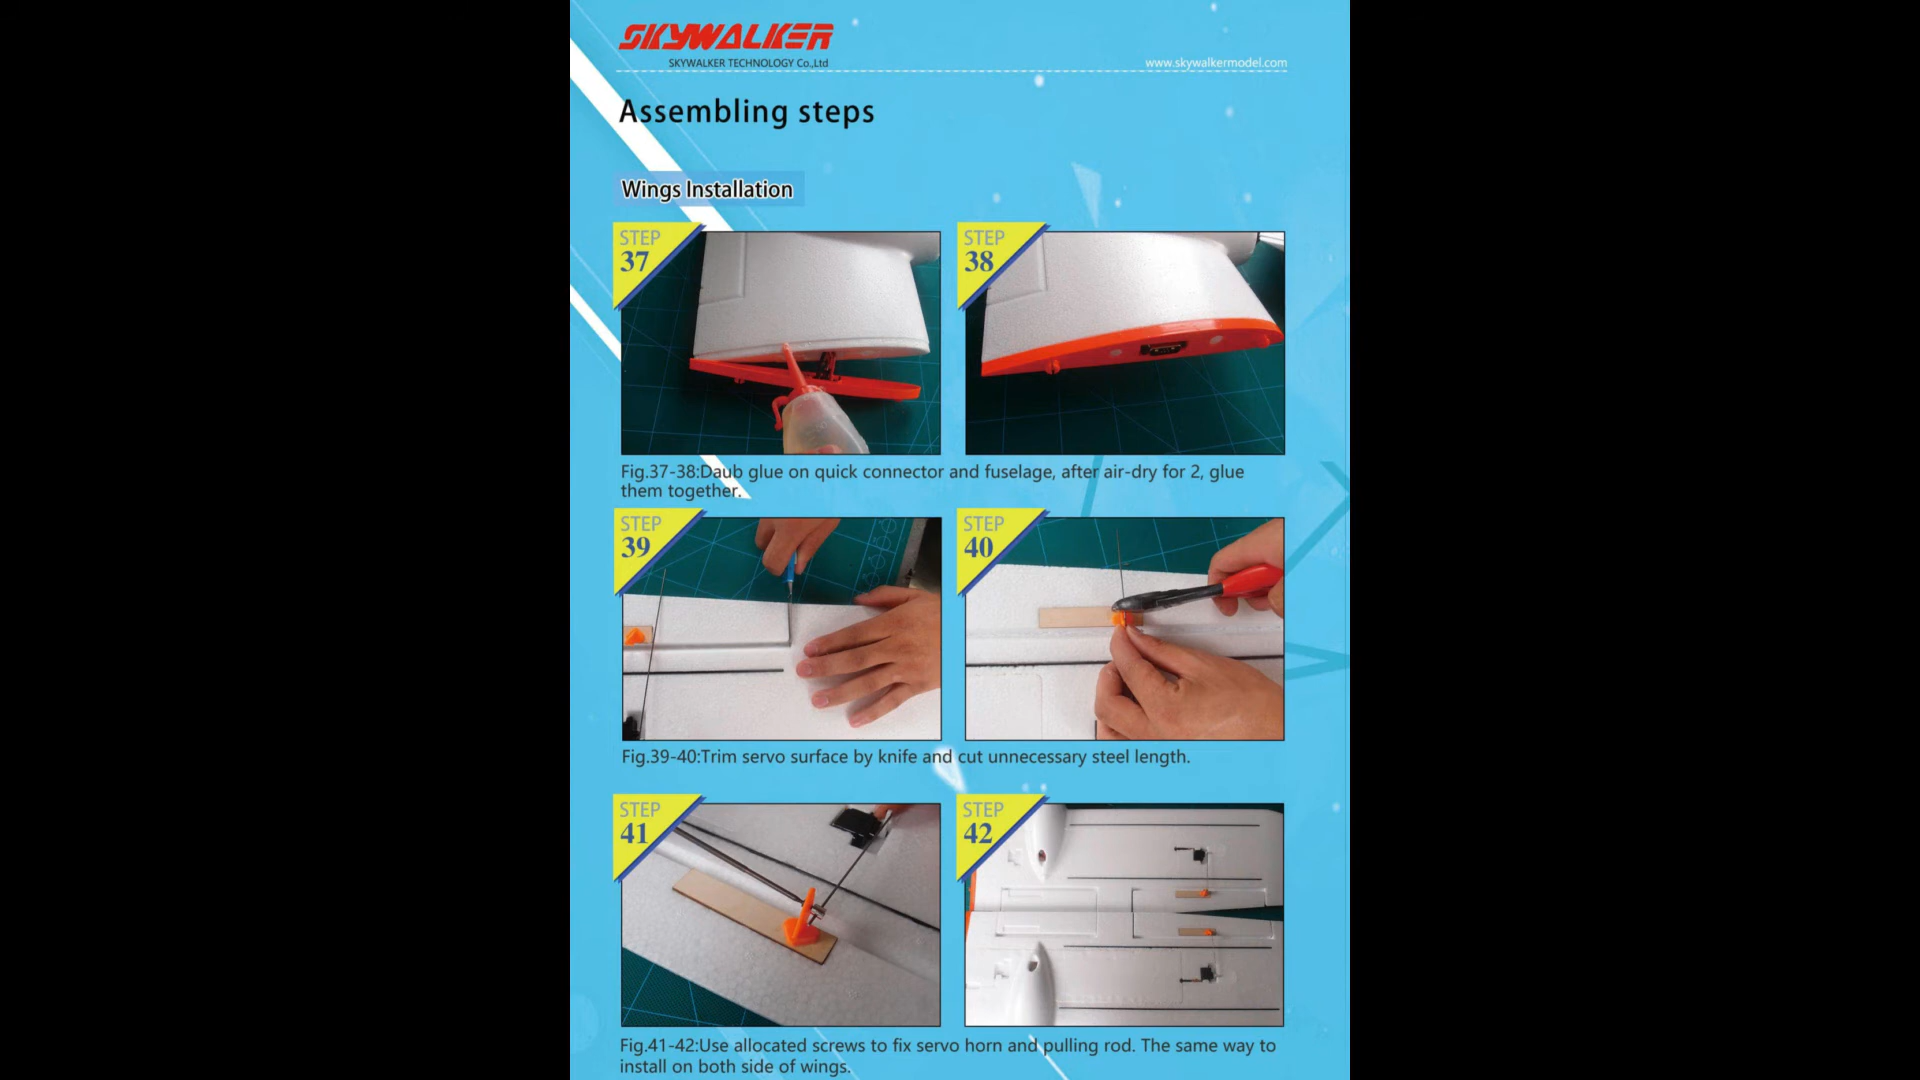 SKYWALKER
SKYWALKER TECHNOLOGY Co.,Ltd
www.skywalkermodel.com
Assembling steps
Wings Installation
STEP
37
STEP
38
Fig.37-38:Daub glue on quick connector and fuselage, after air-dry for 2, glue
them together.
STEP
39
STEP
40
Fig.39-40:Trim servo surface by knife and cut unnecessary steel length.
STEP
41
STEP
42
Fig.41-42:Use allocated screws to fix servo horn and pulling rod. The same way to
install on both side of wings.